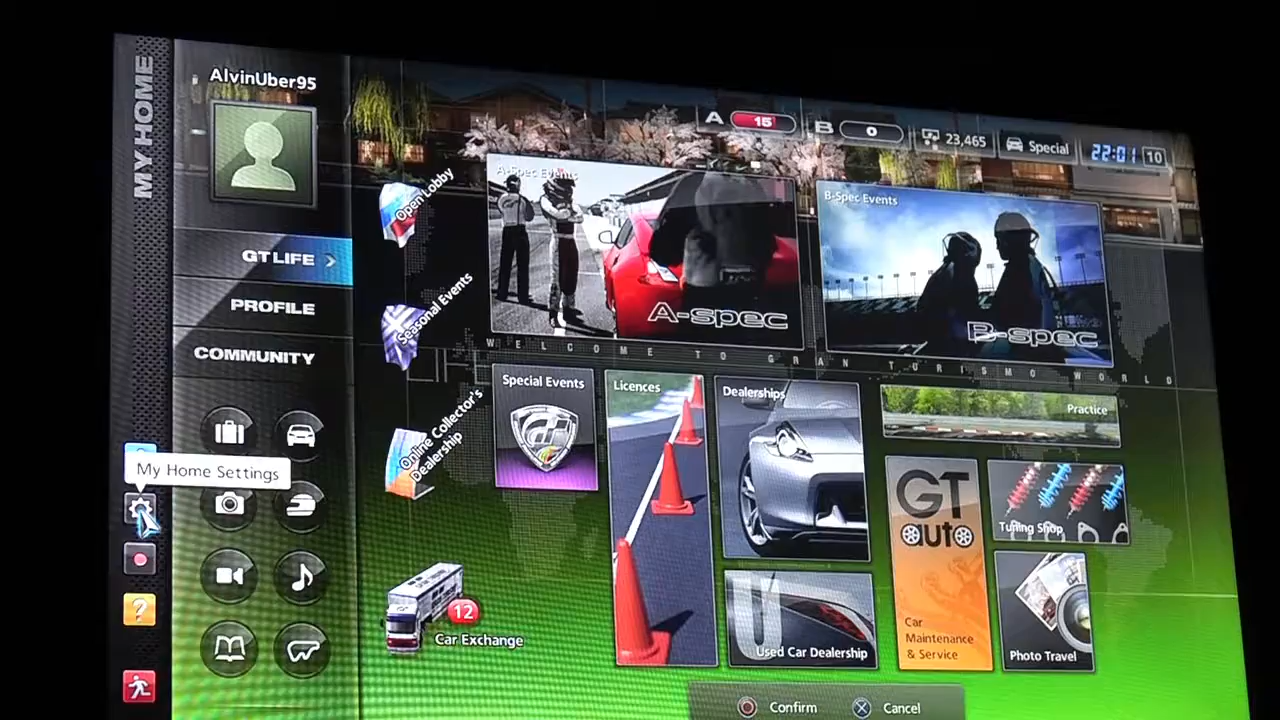 MY HOME
AlvinUber95
GT LIFE
PROFILE
COMMUNITY
My Home Settings
?
A 15
B 0
23,465
Special
22:01 10
Open Lobby
Seasonal Events
Online Collector's
Dealership
12
Car Exchange
A-Spec Events
A-spec
B-Spec Events
B-spec
WELCOME TO GRAN TURISMO WORLD
Special Events
Licences
Dealerships
U
Used Car Dealership
Practice
GT
auto
Car
Maintenance
& Service
Tuning Shop
Photo Travel
Confirm
Cancel